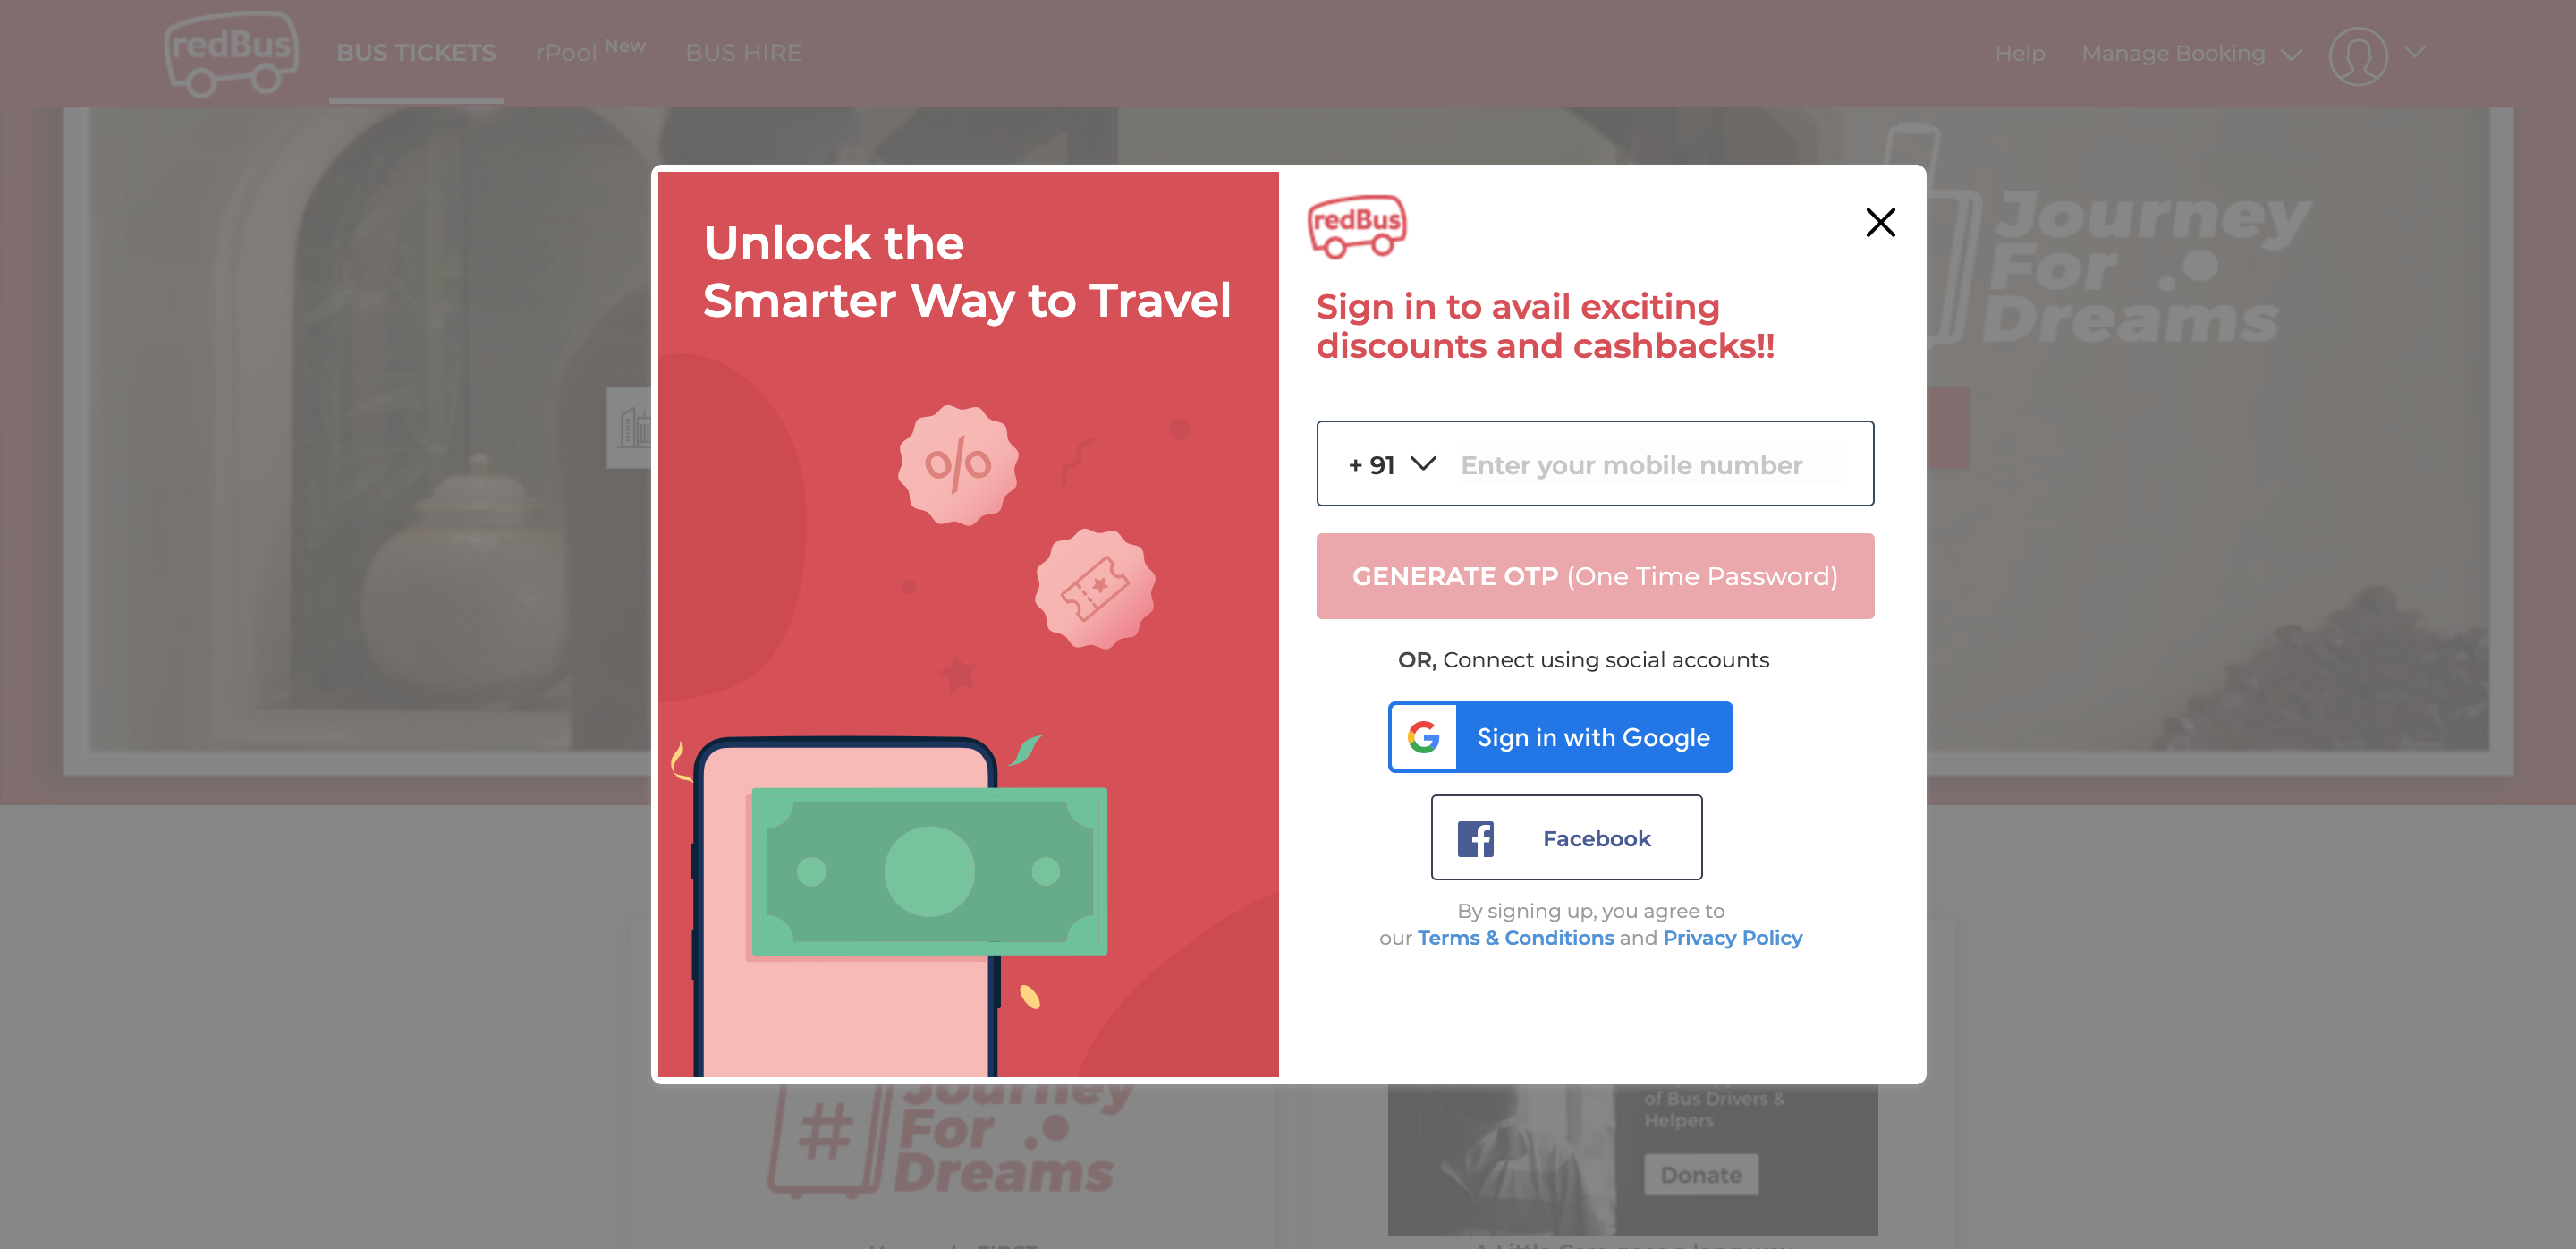 redBus
BUS TICKETS
rPool New
BUS HIRE
Help
Manage Booking
Journey
For
Dreams
Unlock the
Smarter Way to Travel
redBus
Sign in to avail exciting
discounts and cashbacks!!
+ 91
Enter your mobile number
GENERATE OTP (One Time Password)
OR, Connect using social accounts
Sign in with Google
Facebook
By signing up, you agree to
our Terms & Conditions and Privacy Policy
#
Journey
For
Dreams
of Bus Drivers &
Helpers
Donate